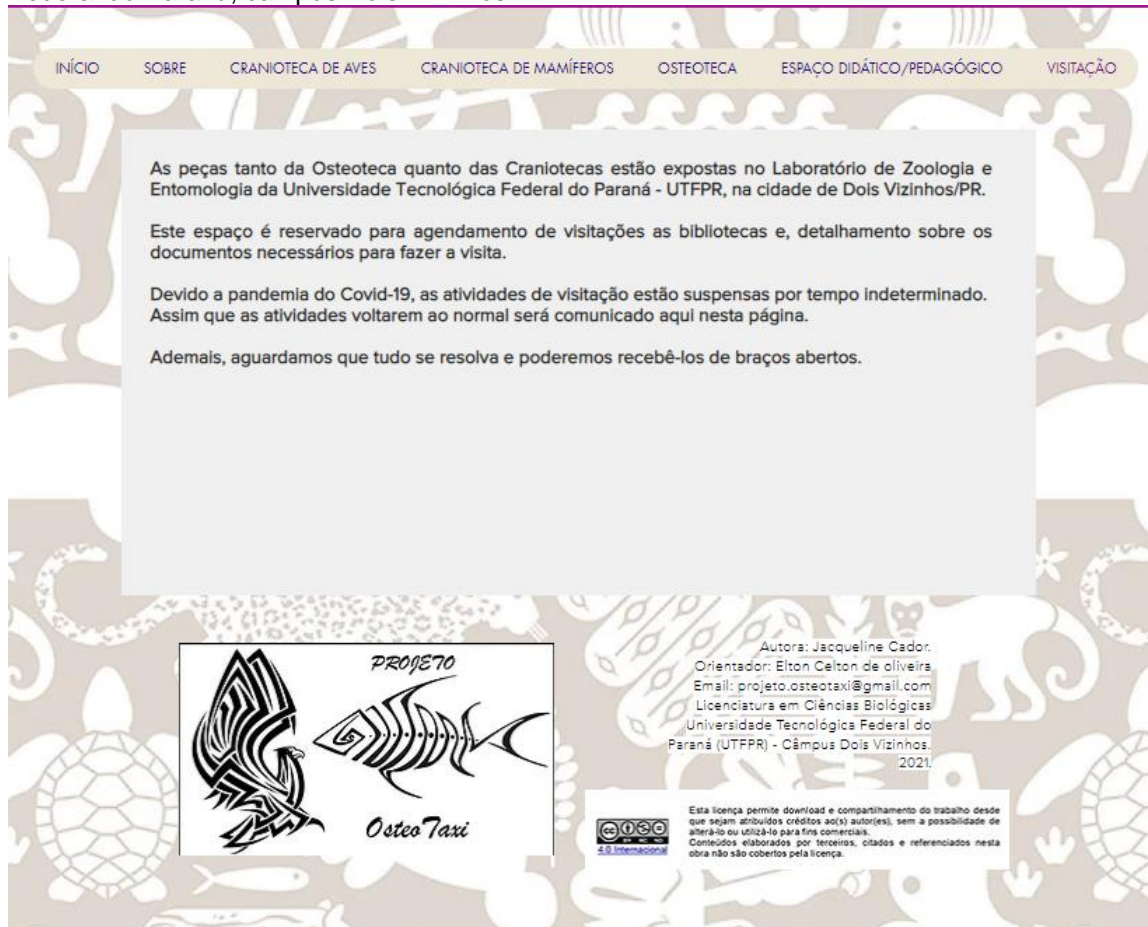 INÍCIO SOBRE CRANIOTECA DE AVES CRANIOTECA DE MAMÍFEROS OSTEOTECA ESPAÇO DIDÁTICO/PEDAGÓGICO VISITAÇÃO
As peças tanto da Osteoteca quanto das Craniotecas estão expostas no Laboratório de Zoologia e
Entomologia da Universidade Tecnológica Federal do Paraná - UTFPR, na cidade de Dois Vizinhos/PR.
Este espaço é reservado para agendamento de visitações as bibliotecas e, detalhamento sobre os
documentos necessários para fazer a visita.
Devido a pandemia do Covid-19, as atividades de visitação estão suspensas por tempo indeterminado.
Assim que as atividades voltarem ao normal será comunicado aqui nesta página.
Ademais, aguardamos que tudo se resolva e poderemos recebê-los de braços abertos.
PROJETO
OsteoTaxi
Autora: Jacqueline Cador.
Orientador: Elton Celton de oliveira
Email: projeto.osteotaxi@gmail.com
Licenciatura em Ciências Biológicas
Universidade Tecnológica Federal do
Paraná (UTFPR) - Câmpus Dois Vizinhos.
2021.
cc BY NC ND
4.0 Internacional
Esta licença permite download e compartilhamento do trabalho desde
que sejam atribuídos créditos ao(s) autor(es), sem a possibilidade de
alterá-lo ou utilizá-lo para fins comerciais.
Conteúdos elaborados por terceiros, citados e referenciados nesta
obra não são cobertos pela licença.